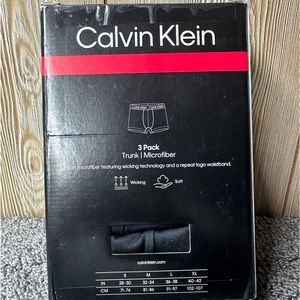 Calvin Klein
3 Pack
Trunk | Microfiber
microfiber featuring wicking technology and a repeat logo waistband.
Wicking
Soft
calvinklein.com
S M L XL
IN 28-30 32-34 36-38 40-42
CM 71-76 81-86 91-97 102-107